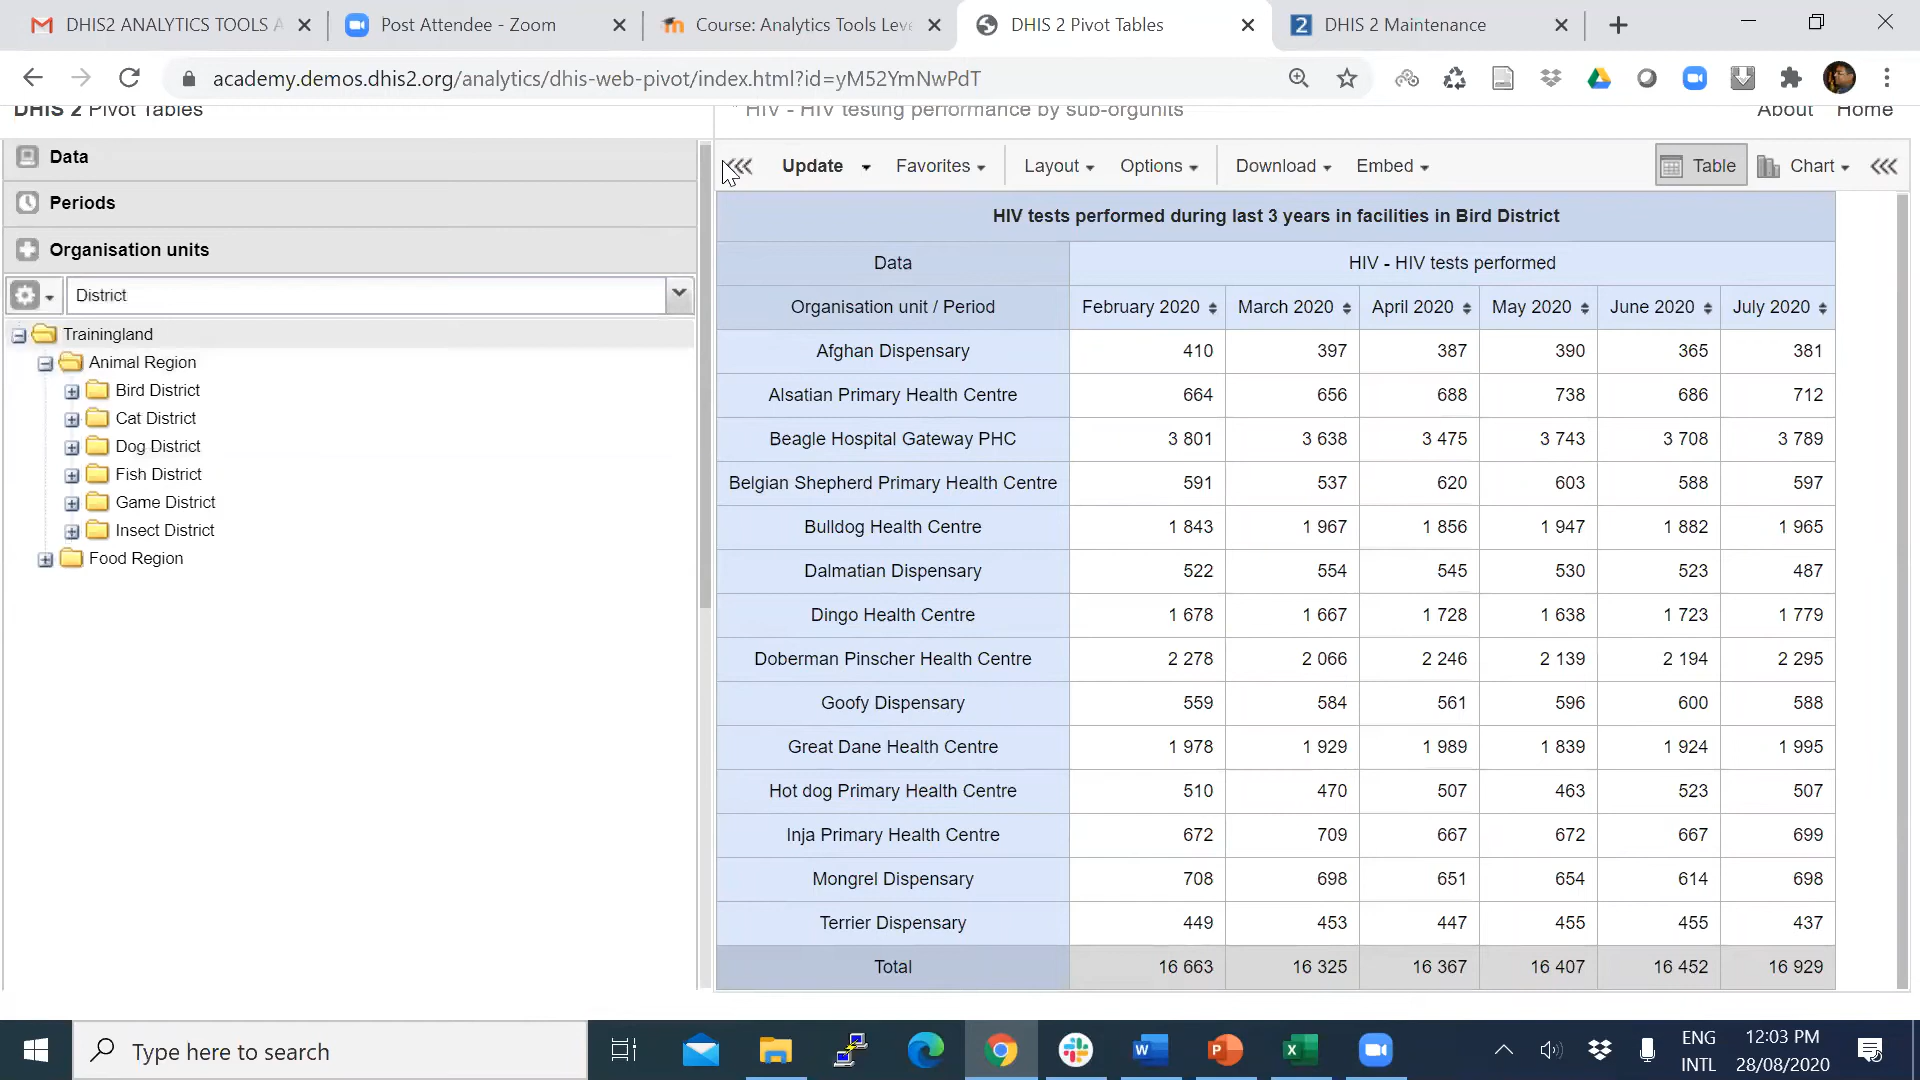 DHIS2 ANALYTICS TOOLS A
Post Attendee - Zoom
Course: Analytics Tools Leve
DHIS 2 Pivot Tables
DHIS 2 Maintenance
academy.demos.dhis2.org/analytics/dhis-web-pivot/index.html?id=yM52YmNwPdT
DHIS 2 Pivot Tables
* HIV - HIV testing performance by sub-orgunits
About Home
Data
Periods
Organisation units
District
Trainingland
Animal Region
Bird District
Cat District
Dog District
Fish District
Game District
Insect District
Food Region
Update Favorites Layout Options Download Embed Table Chart
HIV tests performed during last 3 years in facilities in Bird District
Data HIV - HIV tests performed
Organisation unit / Period February 2020 March 2020 April 2020 May 2020 June 2020 July 2020
Afghan Dispensary 410 397 387 390 365 381
Alsatian Primary Health Centre 664 656 688 738 686 712
Beagle Hospital Gateway PHC 3 801 3 638 3 475 3 743 3 708 3 789
Belgian Shepherd Primary Health Centre 591 537 620 603 588 597
Bulldog Health Centre 1 843 1 967 1 856 1 947 1 882 1 965
Dalmatian Dispensary 522 554 545 530 523 487
Dingo Health Centre 1 678 1 667 1 728 1 638 1 723 1 779
Doberman Pinscher Health Centre 2 278 2 066 2 246 2 139 2 194 2 295
Goofy Dispensary 559 584 561 596 600 588
Great Dane Health Centre 1 978 1 929 1 989 1 839 1 924 1 995
Hot dog Primary Health Centre 510 470 507 463 523 507
Inja Primary Health Centre 672 709 667 672 667 699
Mongrel Dispensary 708 698 651 654 614 698
Terrier Dispensary 449 453 447 455 455 437
Total 16 663 16 325 16 367 16 407 16 452 16 929
Type here to search
ENG
INTL
12:03 PM
28/08/2020